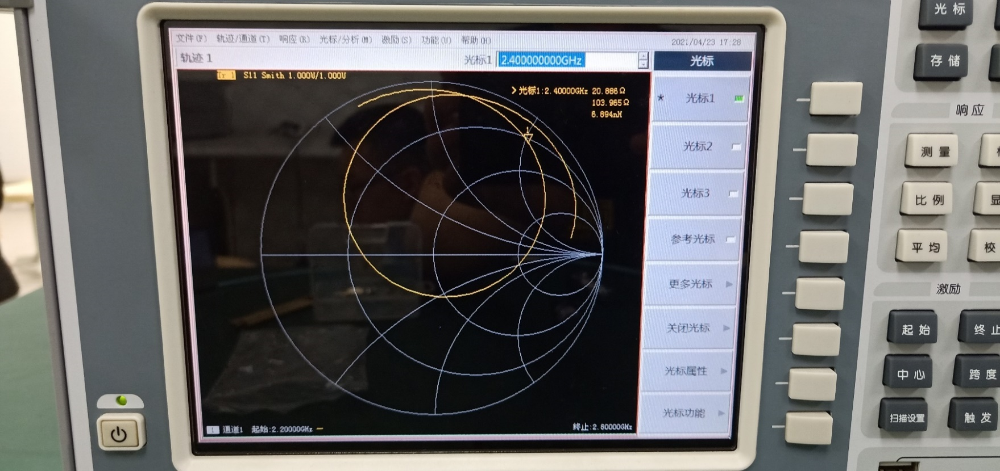 文件(F) 轨迹/通道(T) 响应(R) 光标/分析(M) 激励(S) 功能(U) 帮助(H) 2021/04/23 17:28
轨迹 1 光标1 2.400000000GHz 光标
Tr 1 S11 Smith 1.000U/1.000U
>光标1:2.40000GHz 20.886Ω
103.965Ω
6.894nH
1
* 光标1
光标2
光标3
参考光标
更多光标
关闭光标
光标属性
光标功能
1 通道1 起始:2.20000GHz 终止:2.80000GHz
光标
存储
响应
测量
比例
显
平均
校
激励
起始
终止
中心
跨度
扫描设置
触发